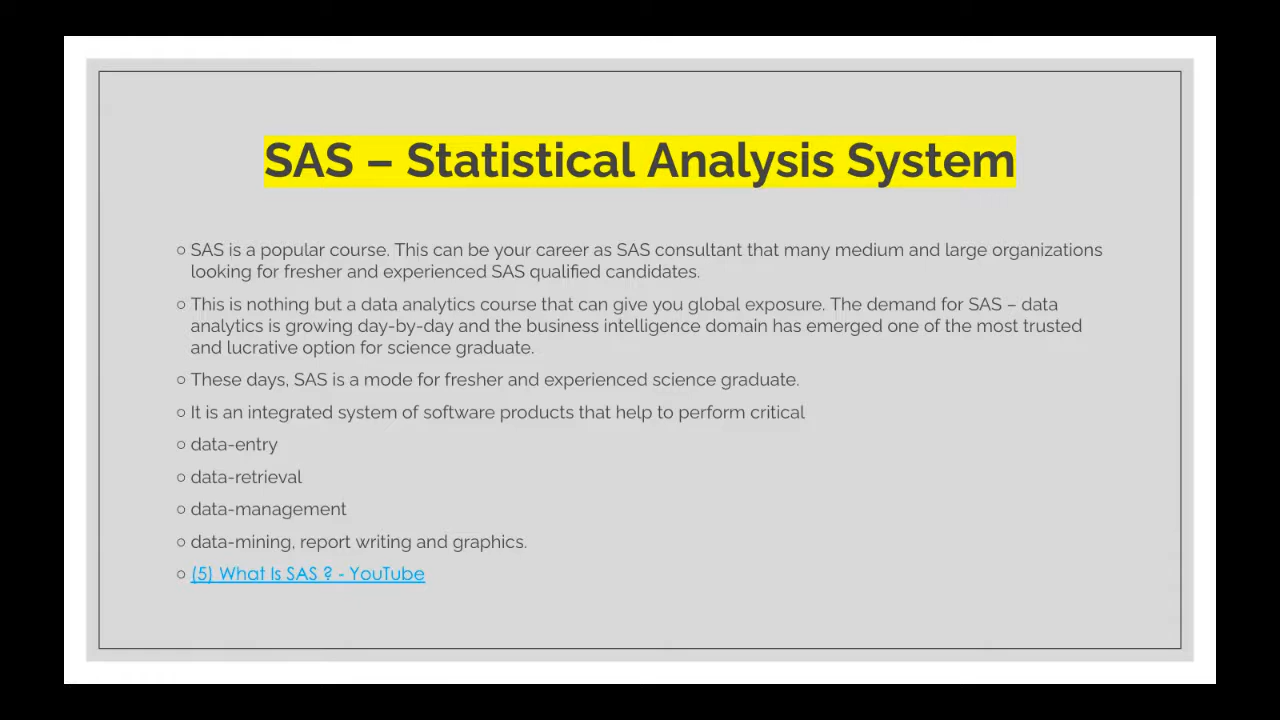 SAS – Statistical Analysis System
○ SAS is a popular course. This can be your career as SAS consultant that many medium and large organizations
looking for fresher and experienced SAS qualified candidates.
○ This is nothing but a data analytics course that can give you global exposure. The demand for SAS – data
analytics is growing day-by-day and the business intelligence domain has emerged one of the most trusted
and lucrative option for science graduate.
○ These days, SAS is a mode for fresher and experienced science graduate.
○ It is an integrated system of software products that help to perform critical
○ data-entry
○ data-retrieval
○ data-management
○ data-mining, report writing and graphics.
○ (5) What Is SAS ? - YouTube